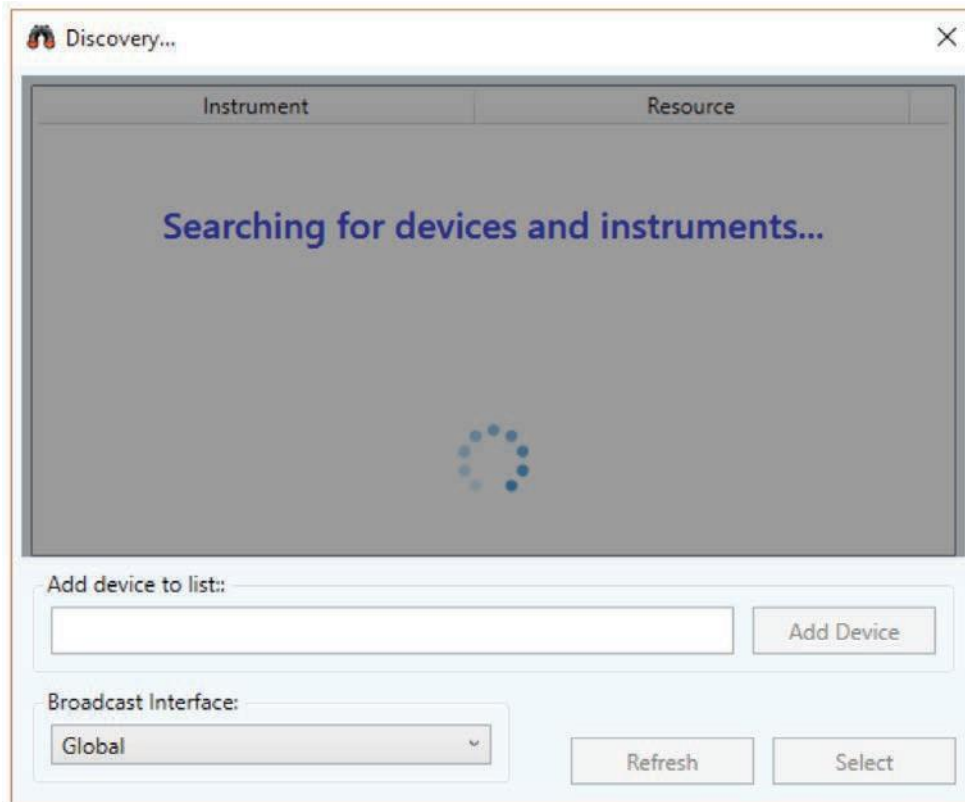 Discovery...
Instrument Resource
Searching for devices and instruments...
Add device to list::
Add Device
Broadcast Interface:
Global
Refresh Select